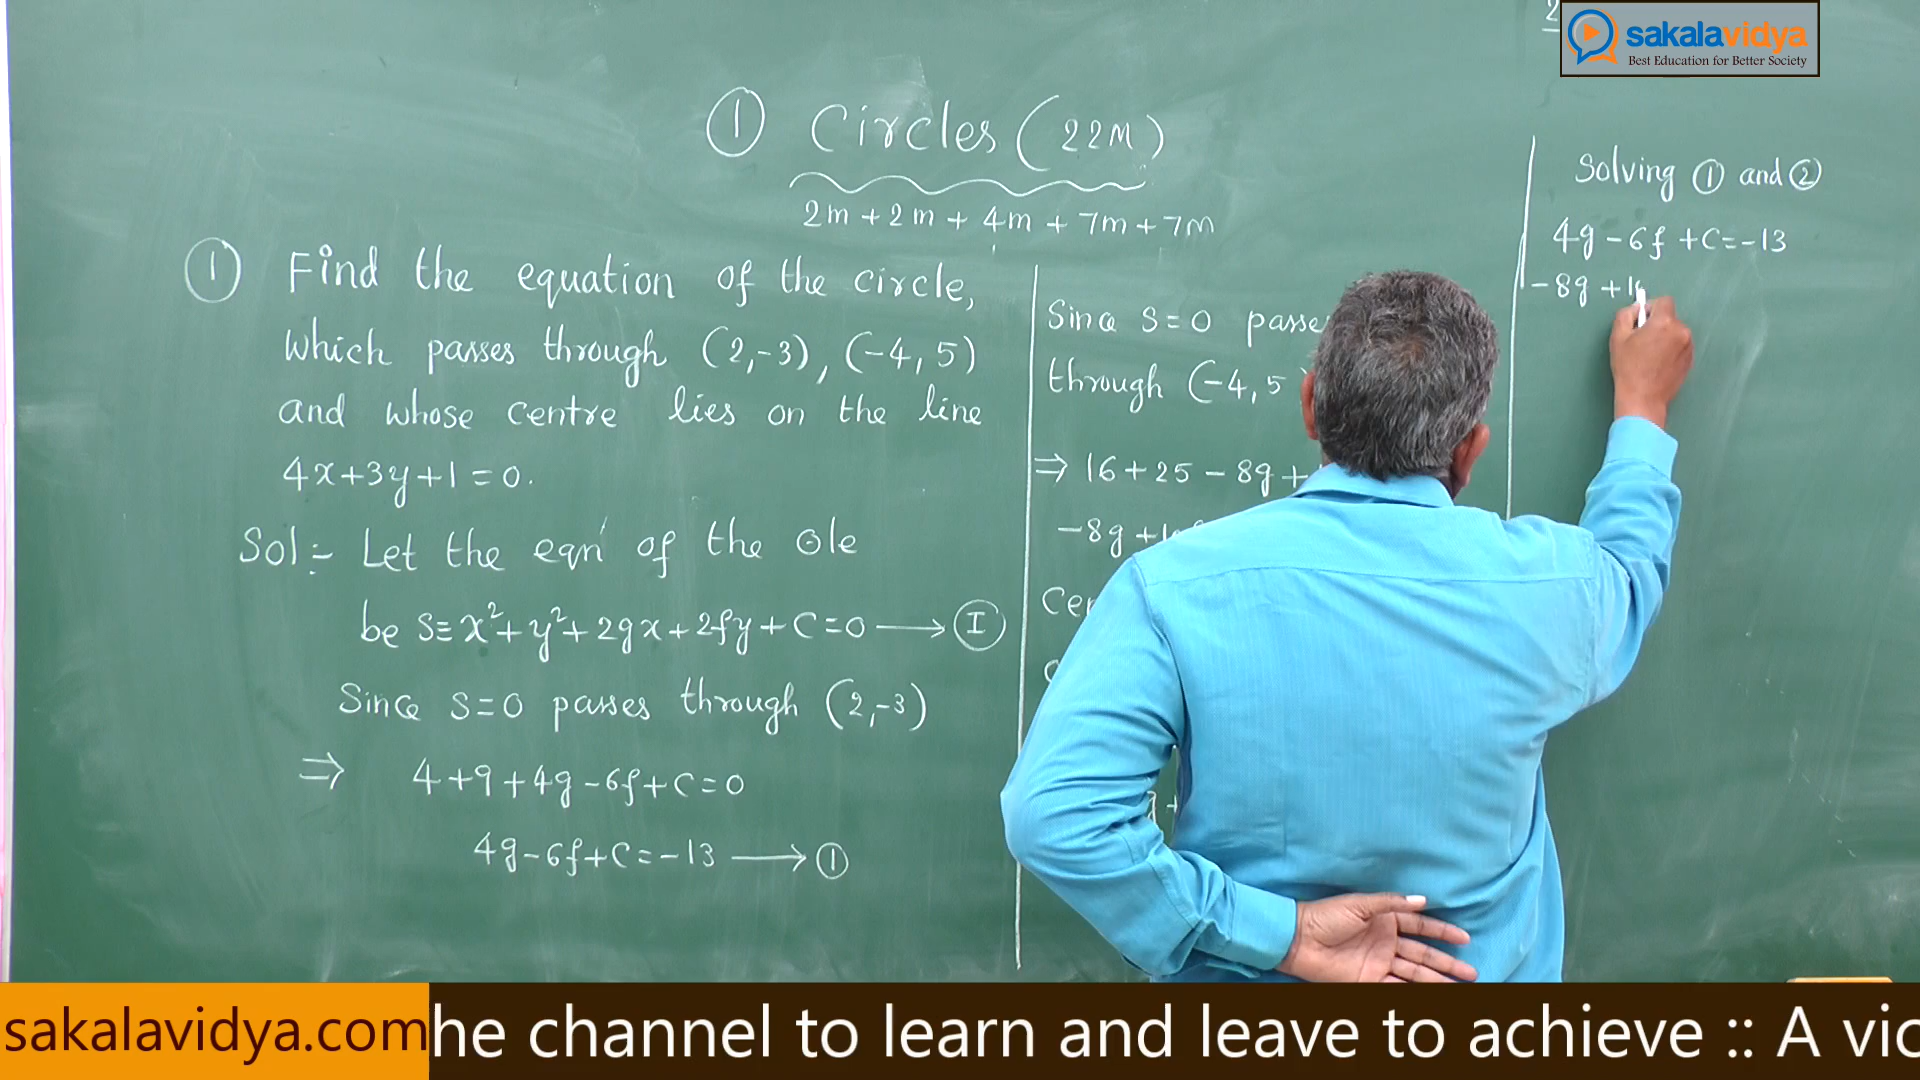 2
sakalavidya
Best Education for Better Society
① Circles (22M)
2m + 2m + 4m + 7m + 7m
① Find the equation of the circle,
which passes through (2,-3), (-4, 5)
and whose centre lies on the line
4x+3y+1=0.
Sol:- Let the eqn of the ole
be S≡x²+y²+2gx+2fy+C=0 → Ⓘ
Since S=0 passes through (2,-3)
⇒ 4+9+4g-6f+C=0
4g-6f+C=-13 → ①
Since S=0
through (-4, 5
⇒ 16+25-8g+
-8g+
Solving ① and ②
4g-6f+C=-13
-8g+1
sakalavidya.com
he channel to learn and leave to achieve :: A vic